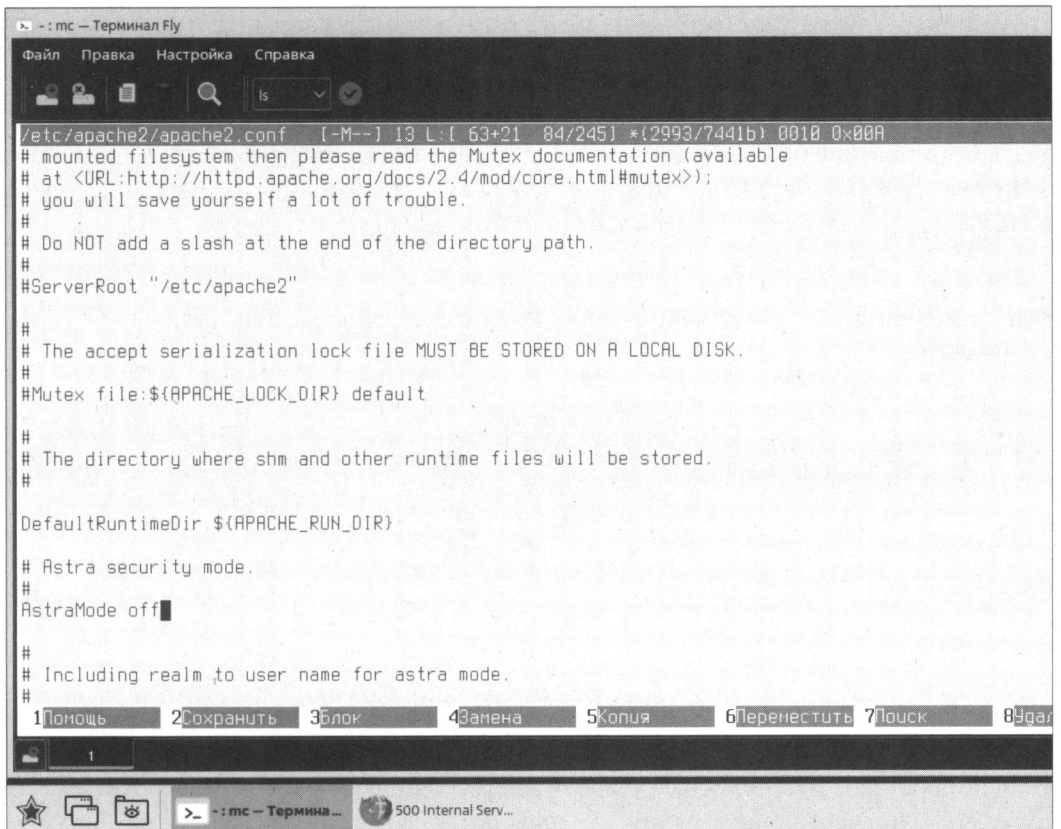 - : mc — Терминал Fly
Файл Правка Настройка Справка
ls
/etc/apache2/apache2.conf [-M--] 13 L:[ 63+21 84/245] *(2993/7441b) 0010 0x00A
# mounted filesystem then please read the Mutex documentation (available
# at <URL:http://httpd.apache.org/docs/2.4/mod/core.html#mutex>);
# you will save yourself a lot of trouble.
#
# Do NOT add a slash at the end of the directory path.
#
#ServerRoot "/etc/apache2"
#
# The accept serialization lock file MUST BE STORED ON A LOCAL DISK.
#
#Mutex file:${APACHE_LOCK_DIR} default
#
# The directory where shm and other runtime files will be stored.
#
DefaultRuntimeDir ${APACHE_RUN_DIR}
# Astra security mode.
#
AstraMode off
#
# Including realm to user name for astra mode.
#
1Помощь 2Сохранить 3Блок 4Замена 5Копия 6Переместить 7Поиск 8Удал
1
- : mc — Термина... 500 Internal Serv...